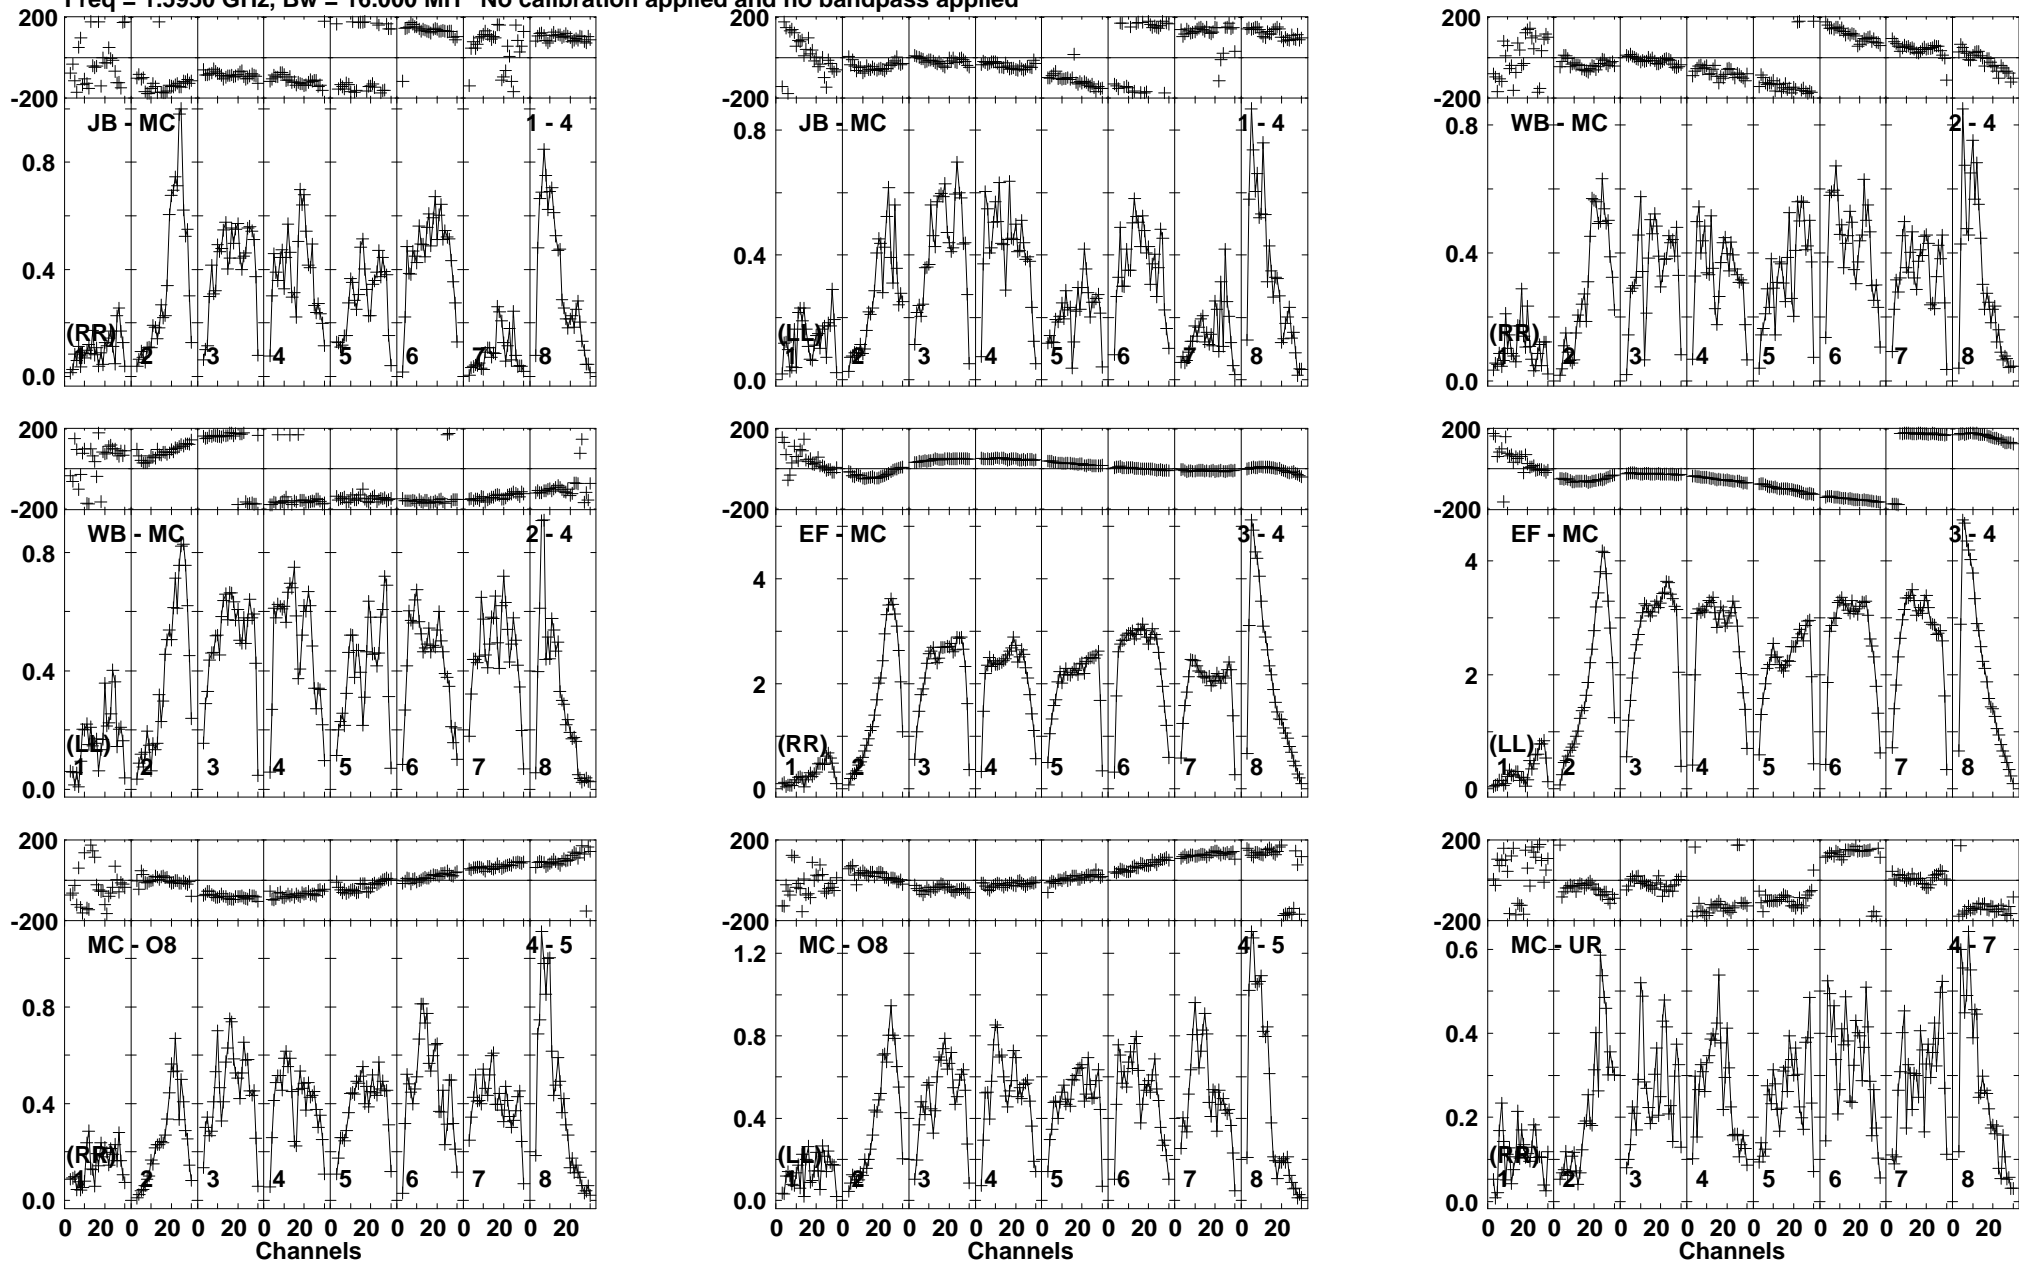 Freq = 1.5950 GHz, Bw = 16.000 MH No calibration applied and no bandpass applied
200 200 200
-200 -200 -200
JB - MC 1 - 4 JB - MC 1 - 4 WB - MC 2 - 4
0.8 0.8 0.8
0.4 0.4 0.4
(RR) (LL) (RR)
1 2 3 4 5 6 7 8 1 2 3 4 5 6 7 8 1 2 3 4 5 6 7 8
0.0 0.0 0.0
200 200 200
-200 -200 -200
WB - MC 2 - 4 EF - MC 3 - 4 EF - MC 3 - 4
0.8 4 4
0.4 2 2
(LL) (RR) (LL)
1 2 3 4 5 6 7 8 1 2 3 4 5 6 7 8 1 2 3 4 5 6 7 8
0.0 0 0
200 200 200
-200 -200 -200
MC - O8 4 - 5 MC - O8 4 - 5 MC - UR 4 - 7
1.2 0.6
0.8 0.8 0.4
0.4 0.4 0.2
(RR) (LL) (RR)
1 2 3 4 5 6 7 8 1 2 3 4 5 6 7 8 1 2 3 4 5 6 7 8
0.0 0.0 0.0
0 20 0 20 0 20 0 20 0 20 0 20 0 20 0 20 0 20 0 20 0 20 0 20 0 20 0 20 0 20 0 20 0 20 0 20 0 20 0 20 0 20 0 20 0 20 0 20
Channels Channels Channels